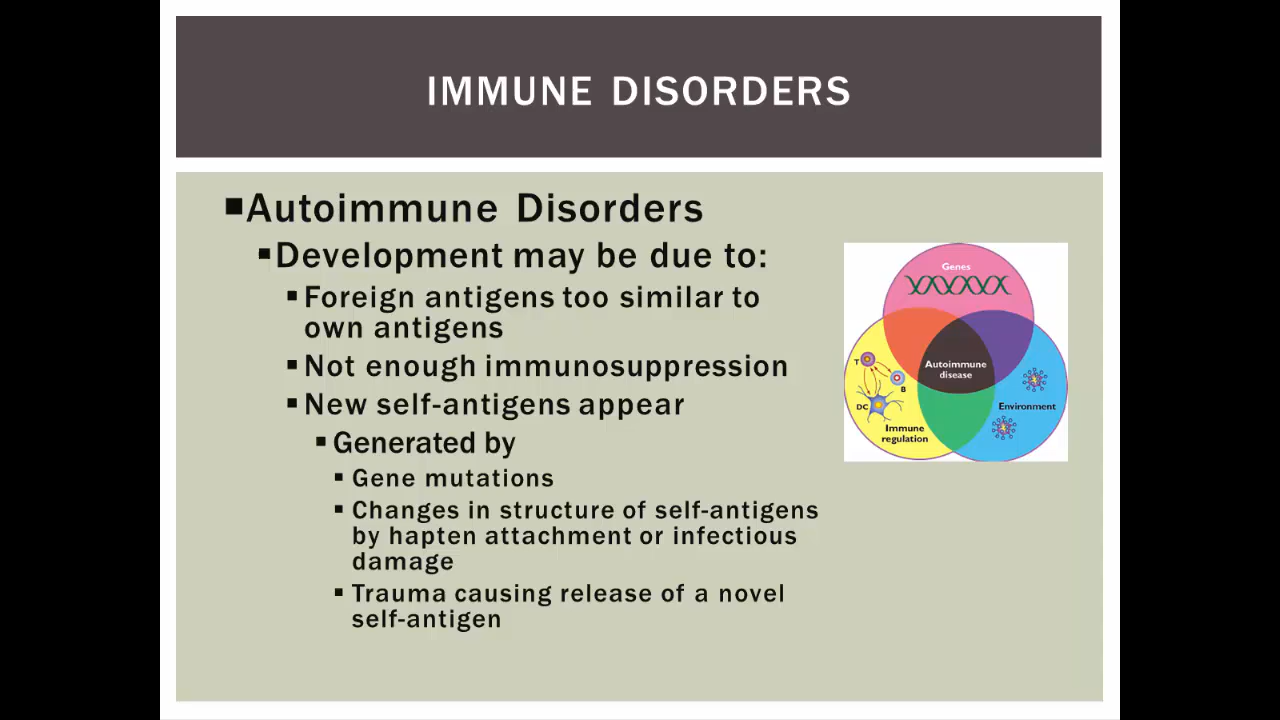 IMMUNE DISORDERS
▪Autoimmune Disorders
▪Development may be due to:
▪Foreign antigens too similar to
own antigens
▪Not enough immunosuppression
▪New self-antigens appear
▪Generated by
▪Gene mutations
▪Changes in structure of self-antigens
by hapten attachment or infectious
damage
▪Trauma causing release of a novel
self-antigen
Genes
T
B
DC
Autoimmune
disease
Environment
Immune
regulation